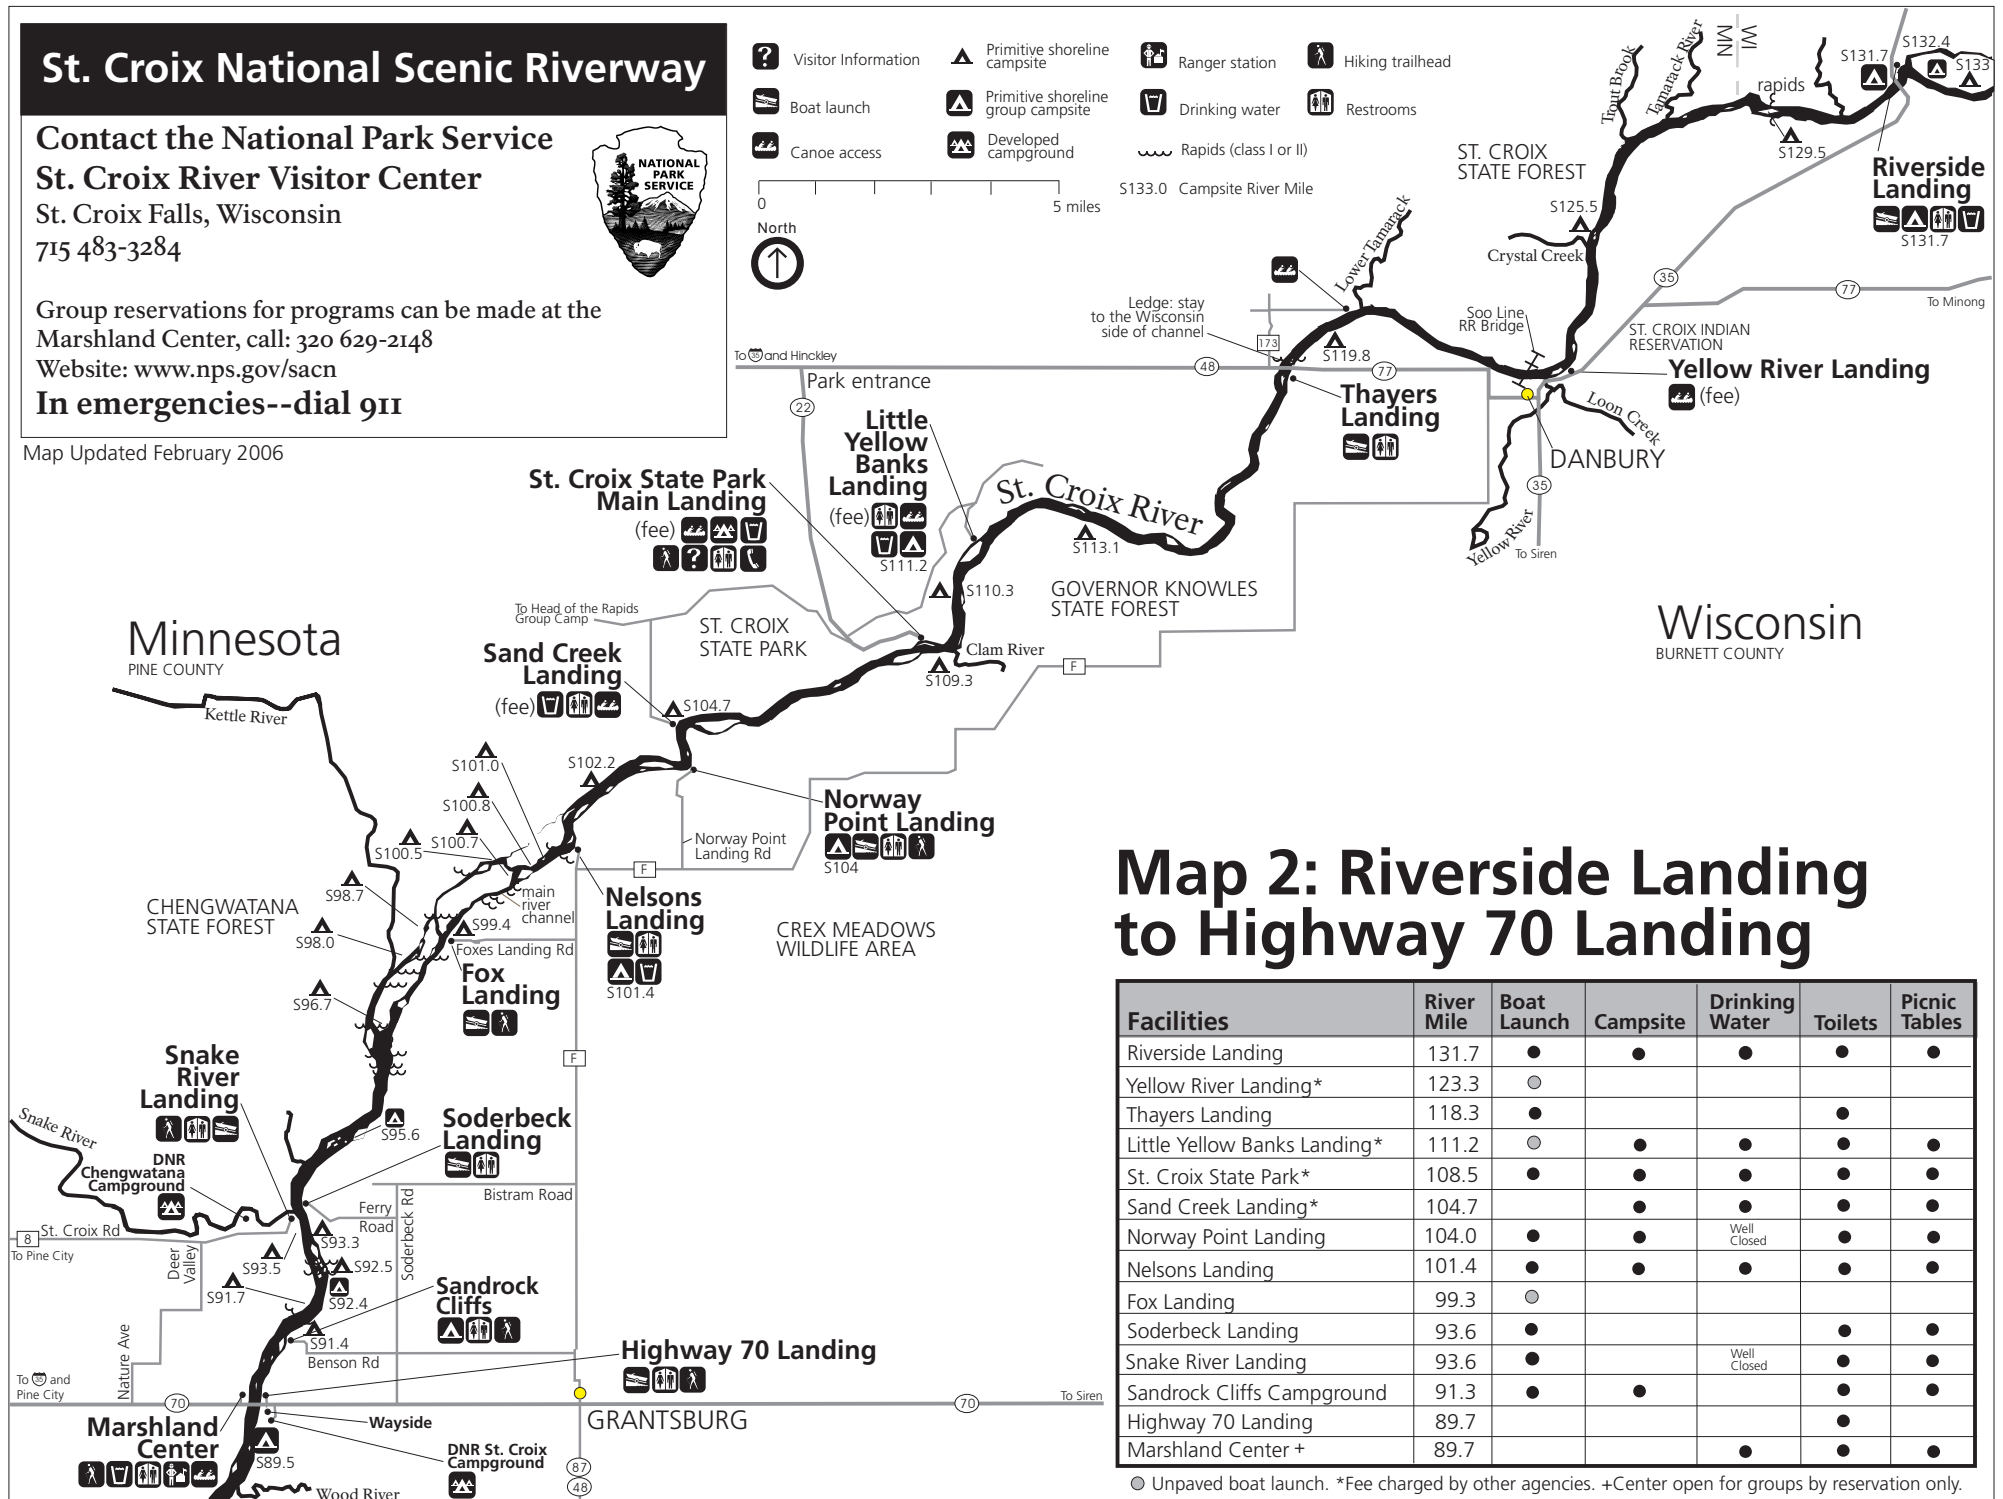 St. Croix National Scenic Riverway
Contact the National Park Service
St. Croix River Visitor Center
St. Croix Falls, Wisconsin
715 483-3284
Group reservations for programs can be made at the
Marshland Center, call: 320 629-2148
Website: www.nps.gov/sacn
In emergencies--dial 911
NATIONAL
PARK
SERVICE
Map Updated February 2006
Visitor Information
Boat launch
Canoe access
Primitive shoreline
campsite
Primitive shoreline
group campsite
Developed
campground
Ranger station
Drinking water
Rapids (class I or II)
S133.0 Campsite River Mile
Hiking trailhead
Restrooms
0
5 miles
North
Trout Brook
Tamarack River
MN
WI
rapids
S131.7
S132.4
S133
S129.5
Riverside
Landing
S131.7
ST. CROIX
STATE FOREST
S125.5
Crystal Creek
35
77
To Minong
Lower Tamarack
Ledge: stay
to the Wisconsin
side of channel
173
S119.8
Soo Line
RR Bridge
ST. CROIX INDIAN
RESERVATION
Yellow River Landing
(fee)
To 35 and Hinckley
48
77
Park entrance
22
Thayers
Landing
Loon Creek
DANBURY
35
Yellow River
To Siren
Little
Yellow
Banks
Landing
(fee)
S111.2
St. Croix State Park
Main Landing
(fee)
St. Croix River
S113.1
S110.3
GOVERNOR KNOWLES
STATE FOREST
To Head of the Rapids
Group Camp
ST. CROIX
STATE PARK
Clam River
S109.3
F
Minnesota
PINE COUNTY
Wisconsin
BURNETT COUNTY
Sand Creek
Landing
(fee)
S104.7
Kettle River
S101.0
S102.2
S100.8
S100.7
S100.5
Norway
Point Landing
S104
Norway Point
Landing Rd
F
S98.7
main
river
channel
Nelsons
Landing
S101.4
CHENGWATANA
STATE FOREST
S98.0
S99.4
Foxes Landing Rd
CREX MEADOWS
WILDLIFE AREA
Fox
Landing
S96.7
F
Snake
River
Landing
Snake River
S95.6
Soderbeck
Landing
DNR
Chengwatana
Campground
Bistram Road
Ferry
Road
Soderbeck Rd
8
St. Croix Rd
To Pine City
Deer
Valley
S93.3
S93.5
S92.5
S91.7
S92.4
Sandrock
Cliffs
S91.4
Benson Rd
Nature Ave
Highway 70 Landing
To 35 and
Pine City
70
70
To Siren
GRANTSBURG
Marshland
Center
Wayside
DNR St. Croix
Campground
S89.5
Wood River
87
48
Map 2: Riverside Landing
to Highway 70 Landing
Facilities River Mile Boat Launch Campsite Drinking Water Toilets Picnic Tables
Riverside Landing 131.7
Yellow River Landing* 123.3
Thayers Landing 118.3
Little Yellow Banks Landing* 111.2
St. Croix State Park* 108.5
Sand Creek Landing* 104.7
Norway Point Landing 104.0 Well Closed
Nelsons Landing 101.4
Fox Landing 99.3
Soderbeck Landing 93.6
Snake River Landing 93.6 Well Closed
Sandrock Cliffs Campground 91.3
Highway 70 Landing 89.7
Marshland Center + 89.7
Unpaved boat launch. *Fee charged by other agencies. +Center open for groups by reservation only.